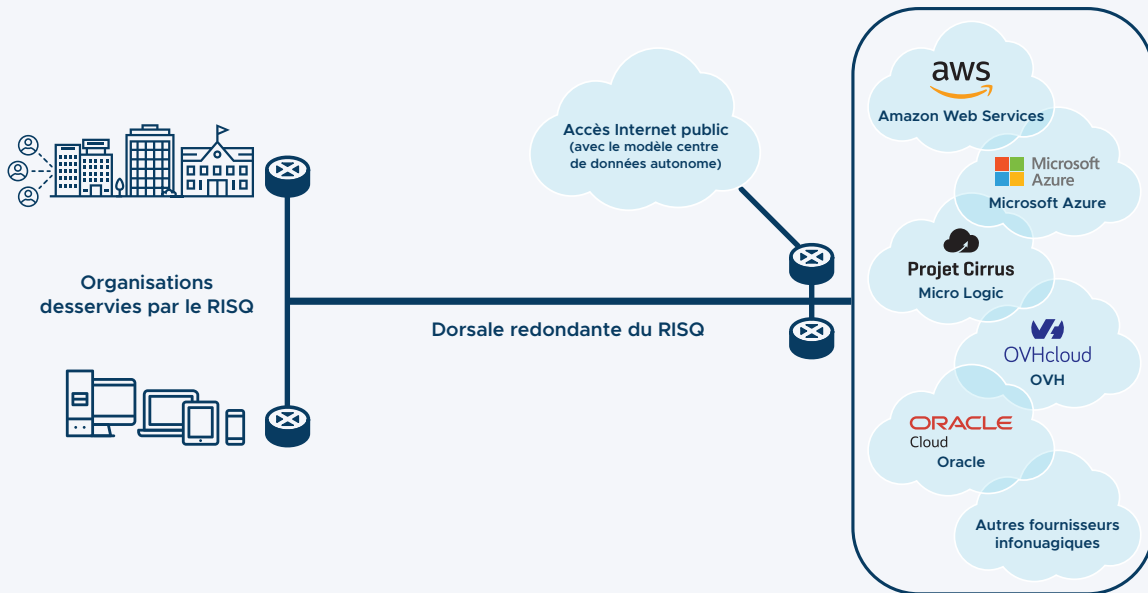 Organisations
desservies par le RISQ
Accès Internet public
(avec le modèle centre
de données autonome)
Dorsale redondante du RISQ
aws
Amazon Web Services
Microsoft
Azure
Microsoft Azure
Projet Cirrus
Micro Logic
OVHcloud
OVH
ORACLE
Cloud
Oracle
Autres fournisseurs
infonuagiques